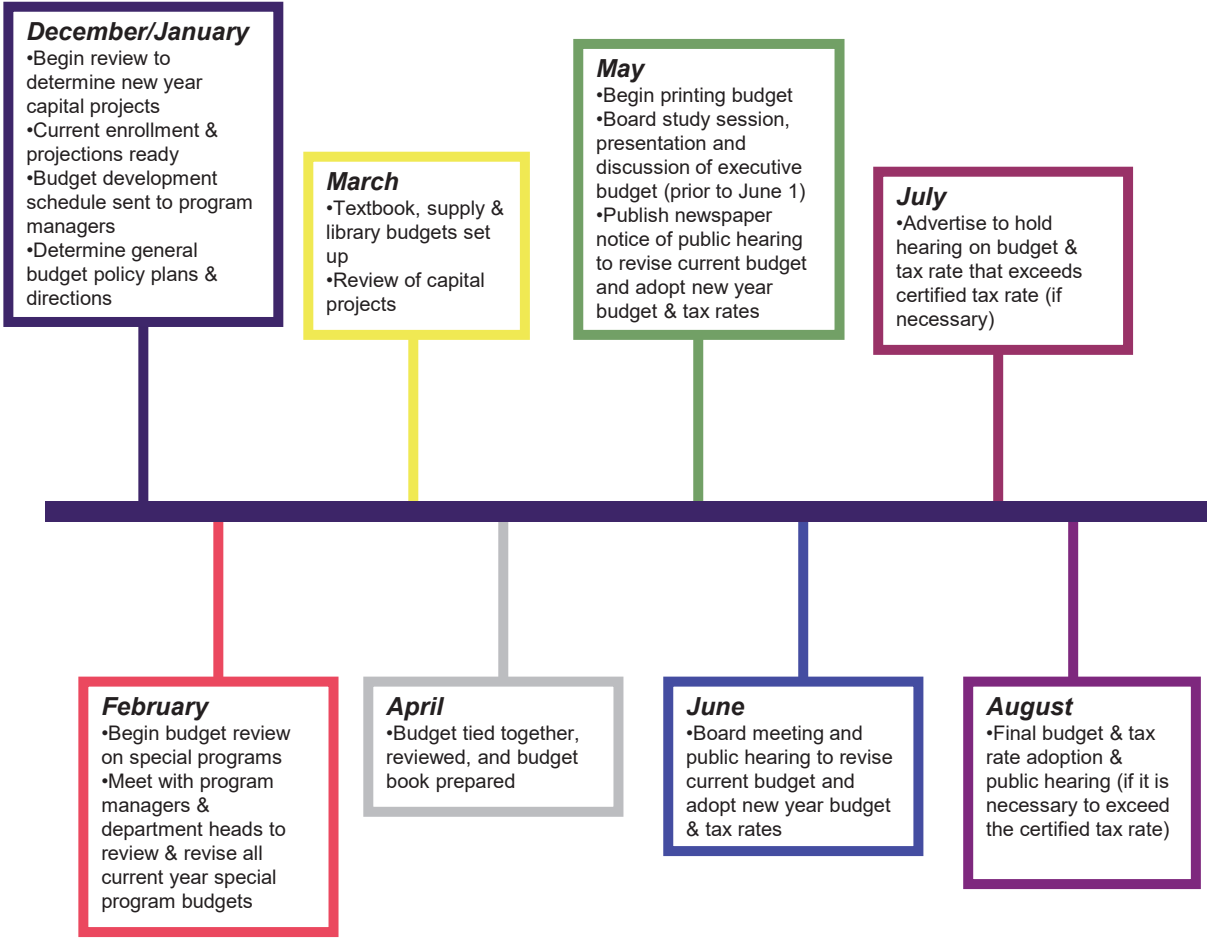 December/January
•Begin review to
determine new year
capital projects
•Current enrollment &
projections ready
•Budget development
schedule sent to program
managers
•Determine general
budget policy plans &
directions
February
•Begin budget review
on special programs
•Meet with program
managers &
department heads to
review & revise all
current year special
program budgets
March
•Textbook, supply &
library budgets set
up
•Review of capital
projects
April
•Budget tied together,
reviewed, and budget
book prepared
May
•Begin printing budget
•Board study session,
presentation and
discussion of executive
budget (prior to June 1)
•Publish newspaper
notice of public hearing
to revise current budget
and adopt new year
budget & tax rates
June
•Board meeting and
public hearing to revise
current budget and
adopt new year budget
& tax rates
July
•Advertise to hold
hearing on budget &
tax rate that exceeds
certified tax rate (if
necessary)
August
•Final budget & tax
rate adoption &
public hearing (if it is
necessary to exceed
the certified tax rate)